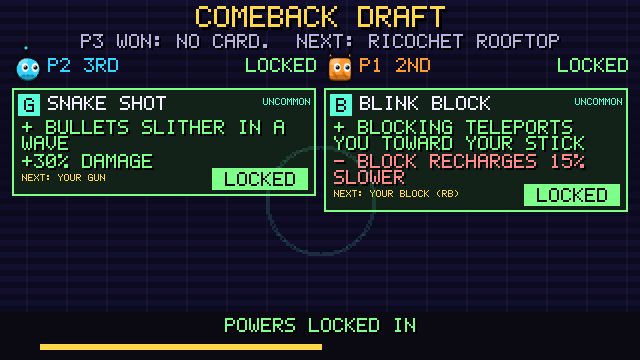 COMEBACK DRAFT
P3 WON: NO CARD.  NEXT: RICOCHET ROOFTOP
P2 3RD
LOCKED
P1 2ND
LOCKED
G SNAKE SHOT
UNCOMMON
+ BULLETS SLITHER IN A
WAVE
+30% DAMAGE
NEXT: YOUR GUN
LOCKED
B BLINK BLOCK
UNCOMMON
+ BLOCKING TELEPORTS
YOU TOWARD YOUR STICK
- BLOCK RECHARGES 15%
SLOWER
NEXT: YOUR BLOCK (RB)
LOCKED
POWERS LOCKED IN